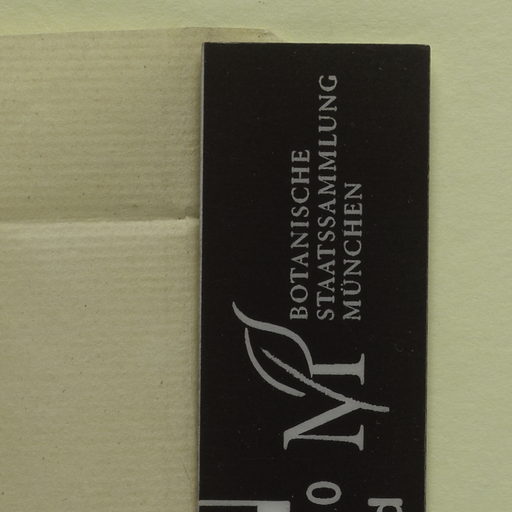 BOTANISCHE
STAATSSAMMLUNG
MÜNCHEN
M